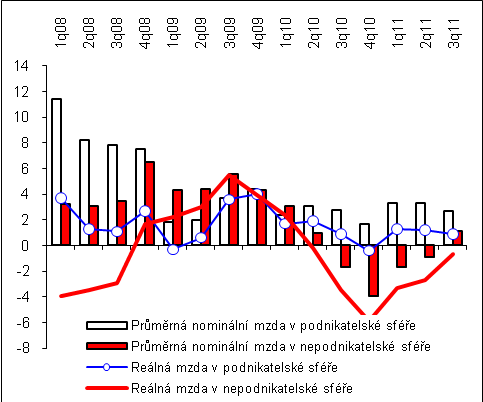 1q08 2q08 3q08 4q08 1q09 2q09 3q09 4q09 1q10 2q10 3q10 4q10 1q11 2q11 3q11
14
12
10
8
6
4
2
0
-2
-4
-6
-8
Průměrná nominální mzda v podnikatelské sféře
Průměrná nominální mzda v nepodnikatelské sféře
Reálná mzda v podnikatelské sféře
Reálná mzda v nepodnikatelské sféře